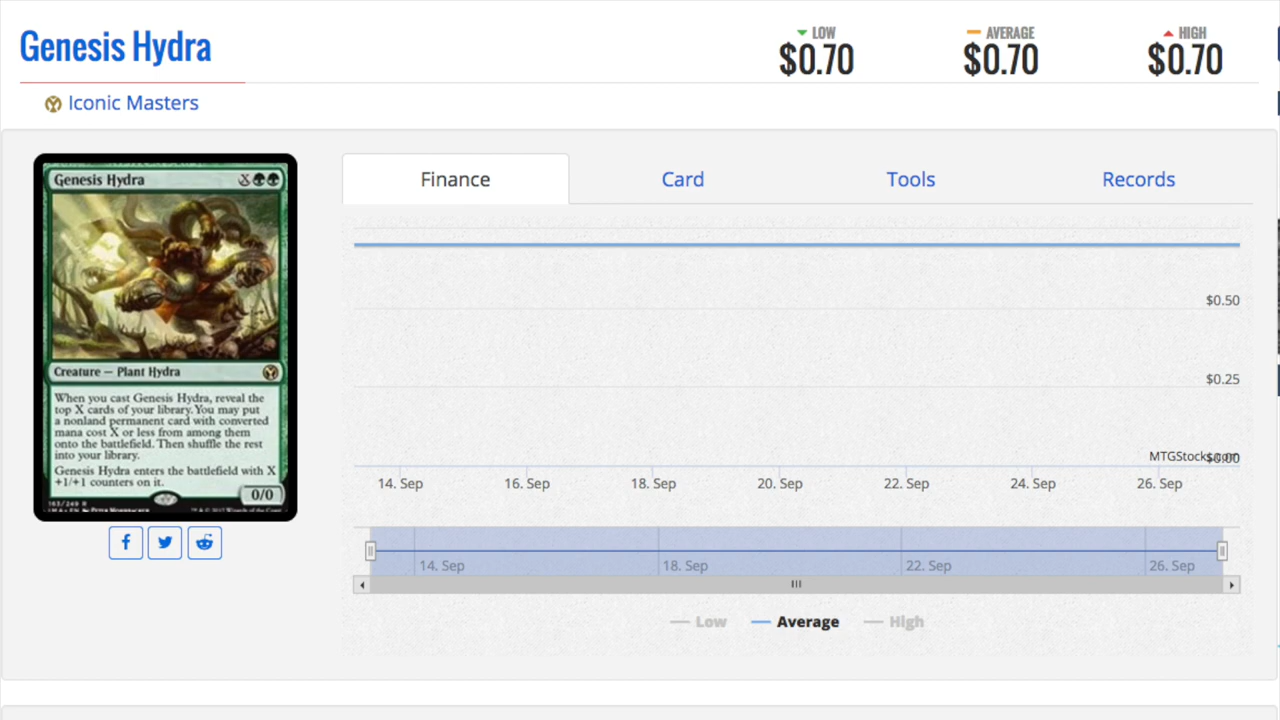 Genesis Hydra
LOW
$0.70
AVERAGE
$0.70
HIGH
$0.70
Iconic Masters
Genesis Hydra X
Creature — Plant Hydra
When you cast Genesis Hydra, reveal the
top X cards of your library. You may put
a nonland permanent card with converted
mana cost X or less from among them
onto the battlefield. Then shuffle the rest
into your library.
Genesis Hydra enters the battlefield with X
+1/+1 counters on it.
0/0
Finance
Card
Tools
Records
$0.50
$0.25
$0.00
MTGStocks.com
14. Sep
16. Sep
18. Sep
20. Sep
22. Sep
24. Sep
26. Sep
14. Sep
18. Sep
22. Sep
26. Sep
Low
Average
High